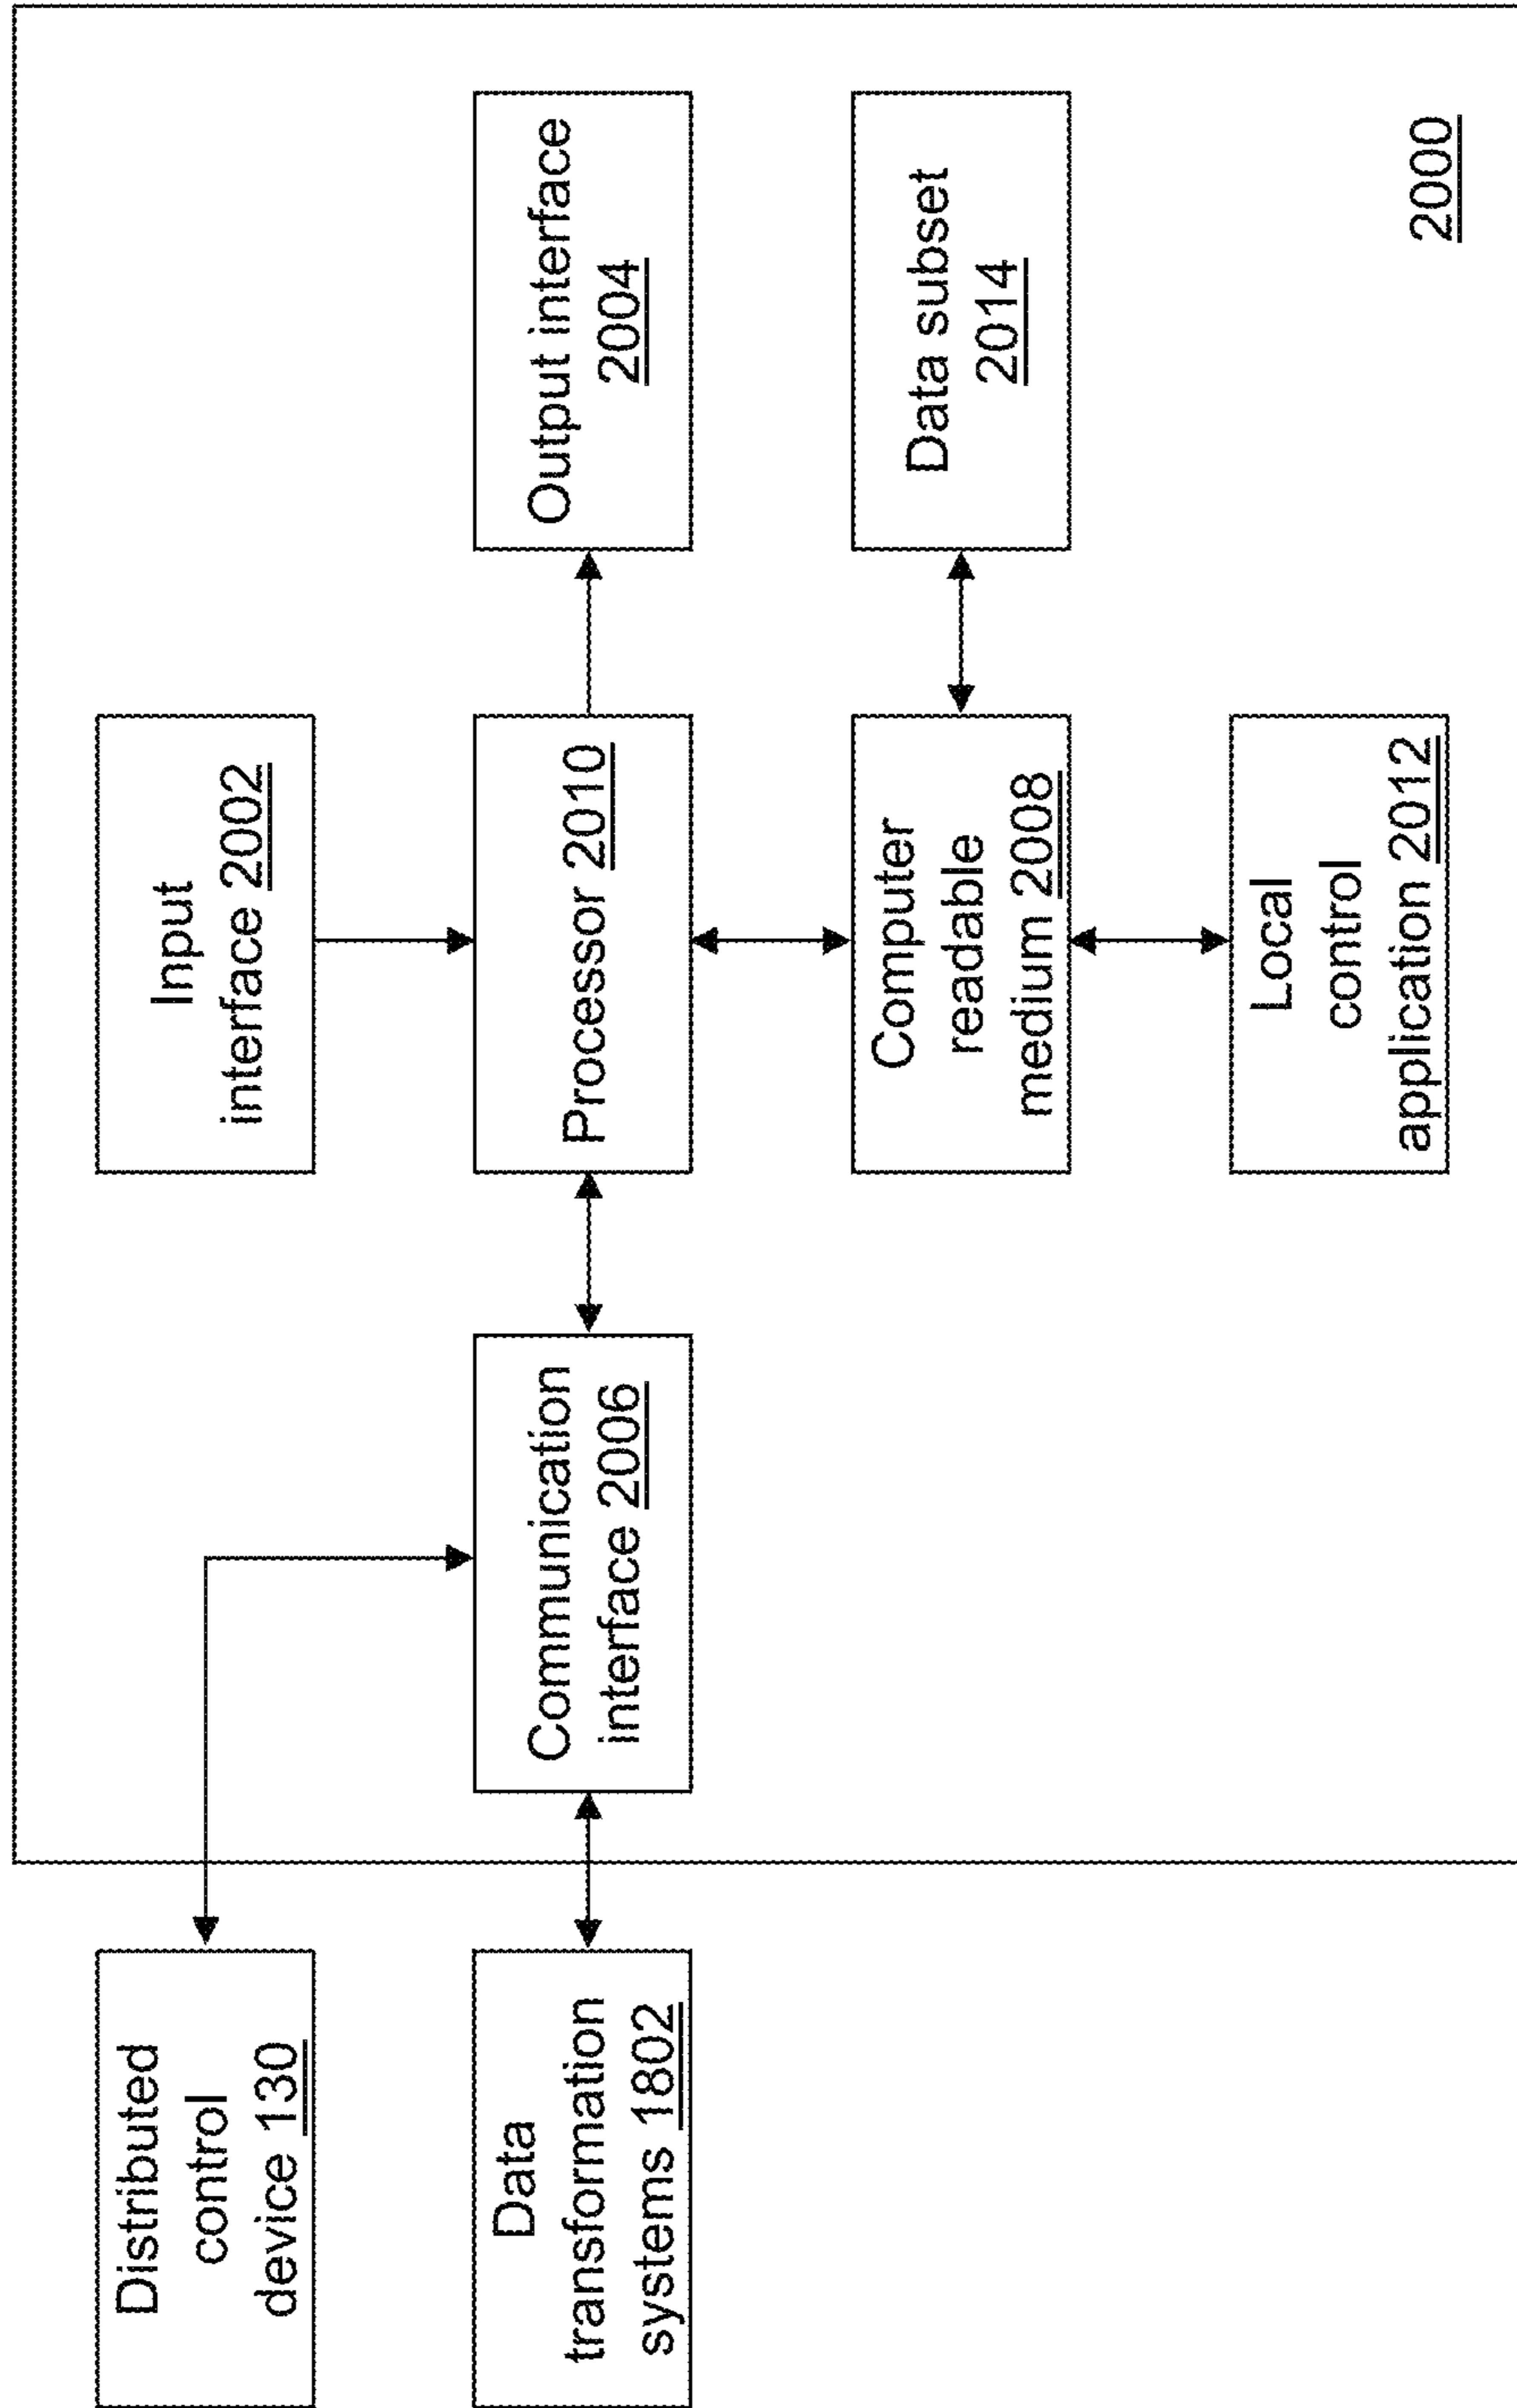 Distributed
control
device 130
Data
transformation
systems 1802
Communication
interface 2006
Input
interface 2002
Processor 2010
Computer
readable
medium 2008
Local
control
application 2012
Output interface
2004
Data subset
2014
2000